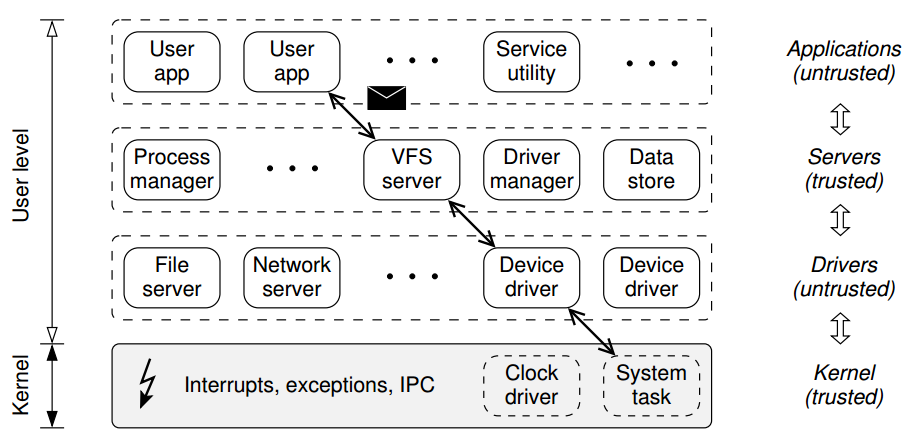 User level
Kernel
User
app
User
app
Service
utility
Applications
(untrusted)
Process
manager
VFS
server
Driver
manager
Data
store
Servers
(trusted)
File
server
Network
server
Device
driver
Device
driver
Drivers
(untrusted)
Interrupts, exceptions, IPC
Clock
driver
System
task
Kernel
(trusted)